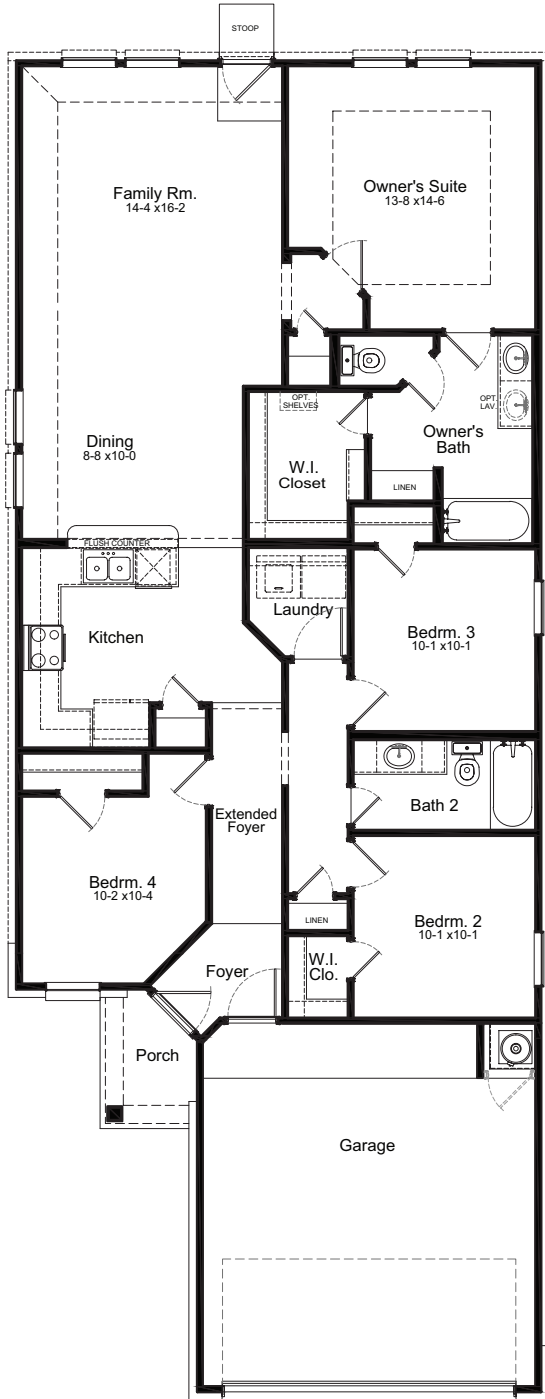 STOOP
Family Rm.
14-4 x16-2
Owner's Suite
13-8 x14-6
OPT.
SHELVES
OPT.
LAV.
Dining
8-8 x10-0
Owner's
Bath
W.I.
Closet
LINEN
FLUSH COUNTER
Laundry
Kitchen
Bedrm. 3
10-1 x10-1
Extended
Foyer
Bath 2
Bedrm. 4
10-2 x10-4
LINEN
Bedrm. 2
10-1 x10-1
W.I.
Clo.
Foyer
Porch
Garage